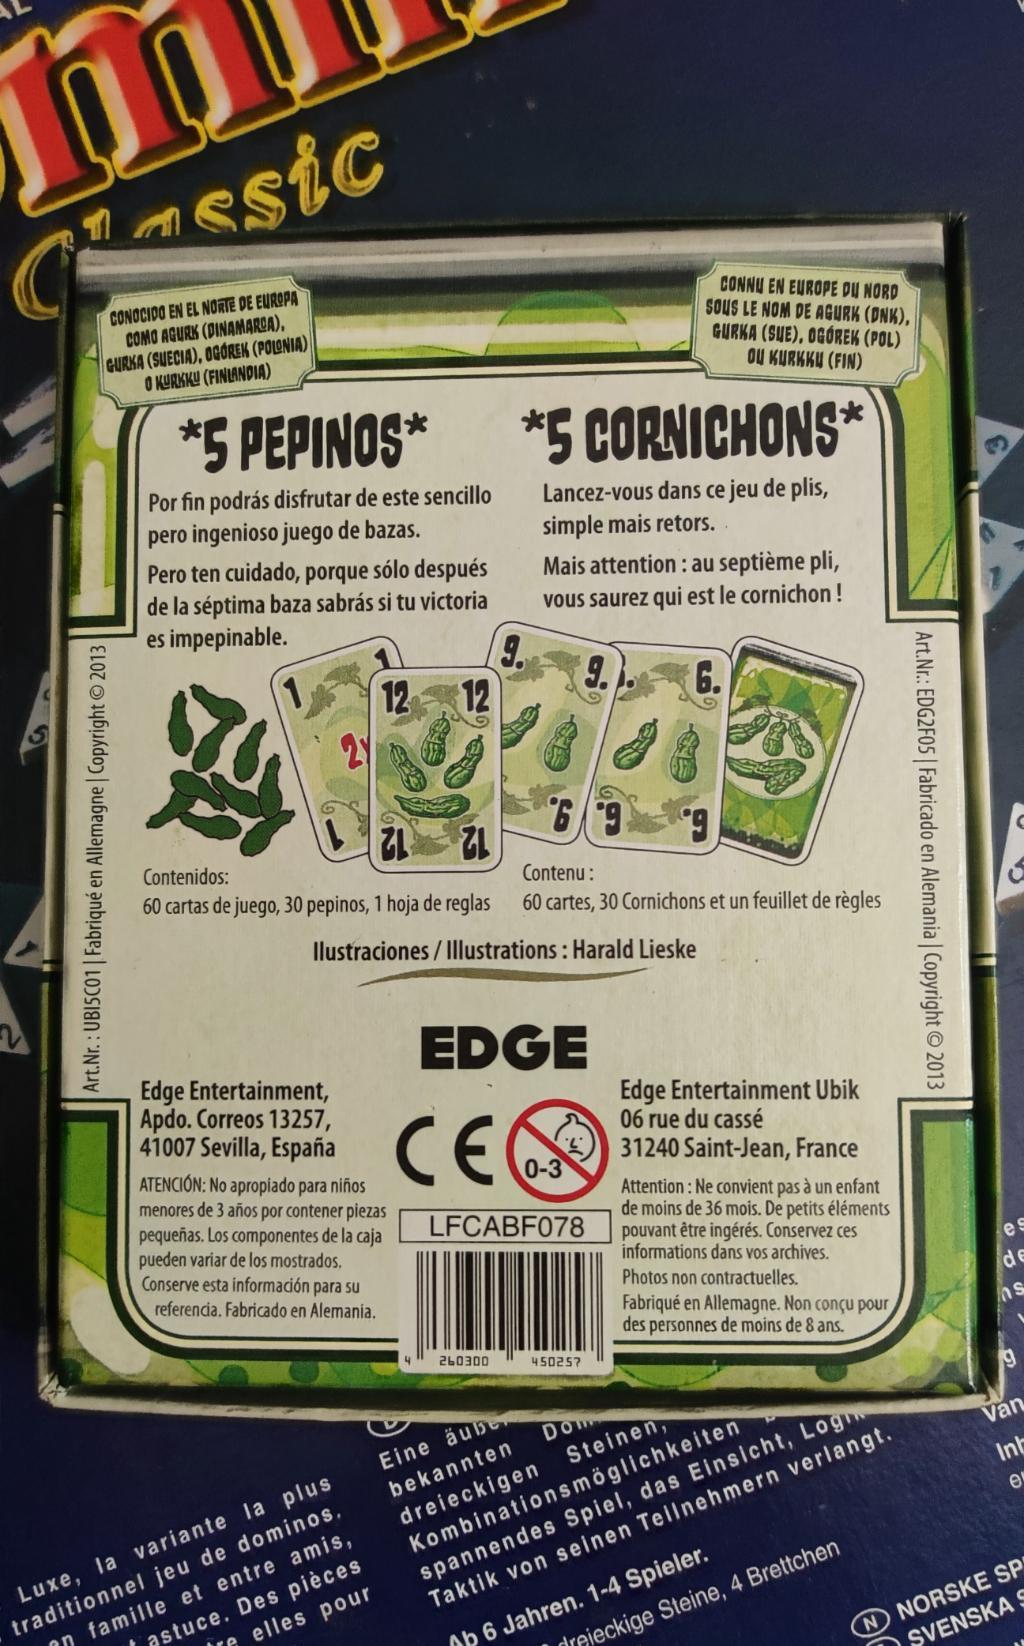 Classic
CONOCIDO EN EL NORTE DE EUROPA
COMO AGURK (DINAMARCA),
GURKA (SUECIA), OGÓREK (POLONIA)
O KURKKU (FINLANDIA)
CONNU EN EUROPE DU NORD
SOUS LE NOM DE AGURK (DNK),
GURKA (SUE), OGÓREK (POL)
OU KURKKU (FIN)
*5 PEPINOS*
Por fin podrás disfrutar de este sencillo
pero ingenioso juego de bazas.
Pero ten cuidado, porque sólo después
de la séptima baza sabrás si tu victoria
es impepinable.
*5 CORNICHONS*
Lancez-vous dans ce jeu de plis,
simple mais retors.
Mais attention : au septième pli,
vous saurez qui est le cornichon !
1 1
1
12 12
12 12
9. 9.
9.
6.
6. 6.
Contenidos:
60 cartas de juego, 30 pepinos, 1 hoja de reglas
Contenu :
60 cartes, 30 Cornichons et un feuillet de règles
Ilustraciones / Illustrations : Harald Lieske
Art.Nr. : UBI5C01 | Fabriqué en Allemagne | Copyright © 2013
Art.Nr.: EDG2F05 | Fabricado en Alemania | Copyright © 2013
EDGE
Edge Entertainment,
Apdo. Correos 13257,
41007 Sevilla, España
ATENCIÓN: No apropiado para niños
menores de 3 años por contener piezas
pequeñas. Los componentes de la caja
pueden variar de los mostrados.
Conserve esta información para su
referencia. Fabricado en Alemania.
CE
0-3
LFCABF078
4 260300 450257
Edge Entertainment Ubik
06 rue du cassé
31240 Saint-Jean, France
Attention : Ne convient pas à un enfant
de moins de 36 mois. De petits éléments
pouvant être ingérés. Conservez ces
informations dans vos archives.
Photos non contractuelles.
Fabriqué en Allemagne. Non conçu pour
des personnes de moins de 8 ans.
Luxe, la variante la plus
traditionnel jeu de dominos.
en famille et entre amis,
astuce. Des pièces
elles pour
Eine
bekannten
dreieckigen Steinen,
Kombinationsmöglichkeiten
spannendes Spiel, das Einsicht,
Taktik von seinen Teilnehmern verlangt.
Ab 6 Jahren. 1-4 Spieler.
dreieckige Steine, 4 Brettchen
N NORSKE
SVENSKA